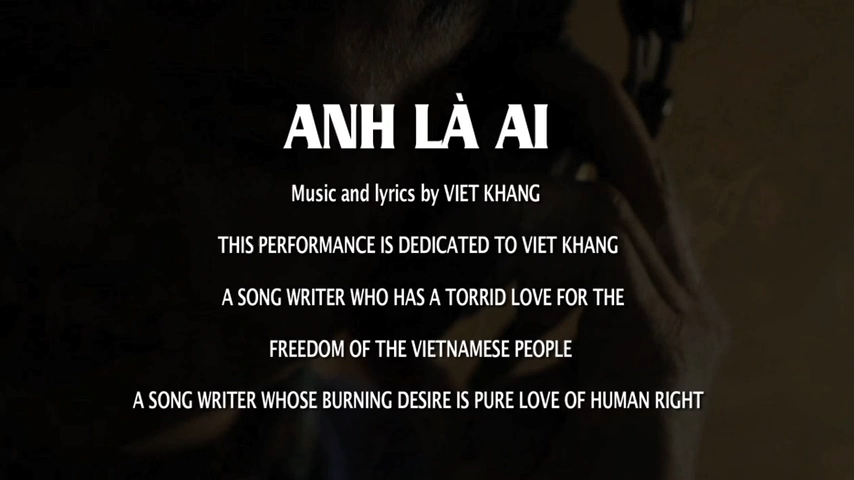 ANH LÀ AI
Music and lyrics by VIET KHANG
THIS PERFORMANCE IS DEDICATED TO VIET KHANG
A SONG WRITER WHO HAS A TORRID LOVE FOR THE
FREEDOM OF THE VIETNAMESE PEOPLE
A SONG WRITER WHOSE BURNING DESIRE IS PURE LOVE OF HUMAN RIGHT